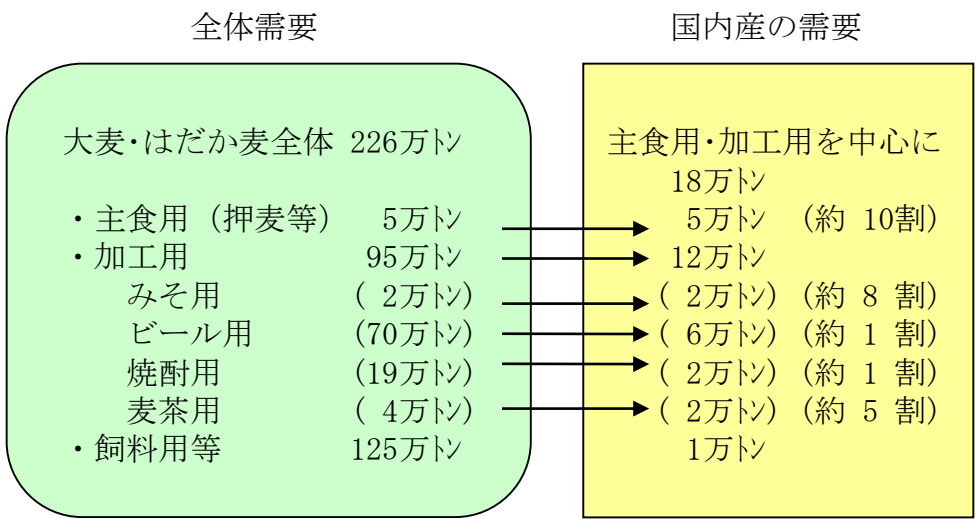 全体需要
大麦・はだか麦全体 226万㌧
・主食用（押麦等） 5万㌧
・加工用 95万㌧
みそ用 ( 2万㌧)
ビール用 (70万㌧)
焼酎用 (19万㌧)
麦茶用 ( 4万㌧)
・飼料用等 125万㌧
国内産の需要
主食用・加工用を中心に
18万㌧
5万㌧ (約 10割)
12万㌧
( 2万㌧) (約 8 割)
( 6万㌧) (約 1 割)
( 2万㌧) (約 1 割)
( 2万㌧) (約 5 割)
1万㌧